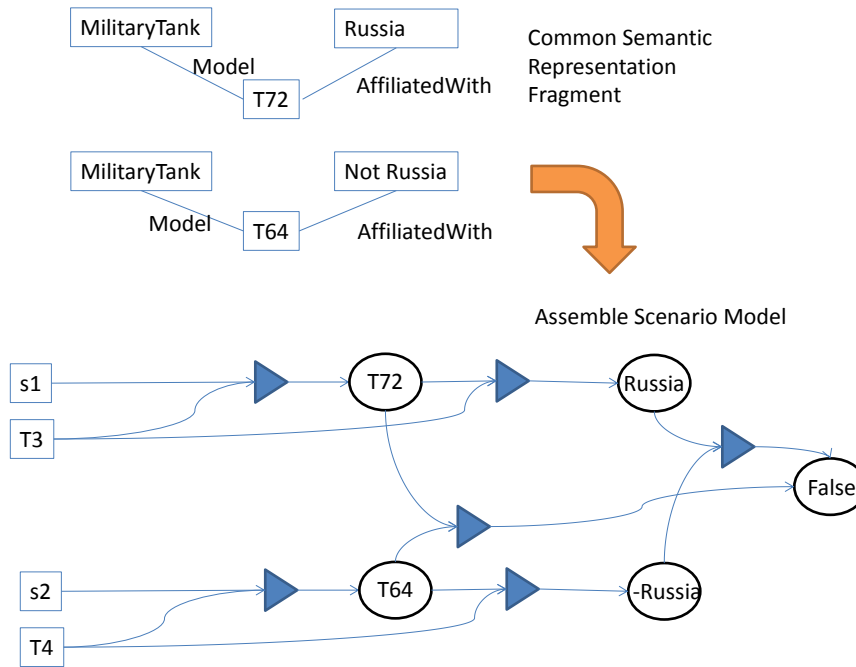 MilitaryTank
Russia
Model
T72
AffiliatedWith
Common Semantic
Representation
Fragment
MilitaryTank
Not Russia
Model
T64
AffiliatedWith
Assemble Scenario Model
s1
T72
Russia
T3
False
s2
T64
-Russia
T4